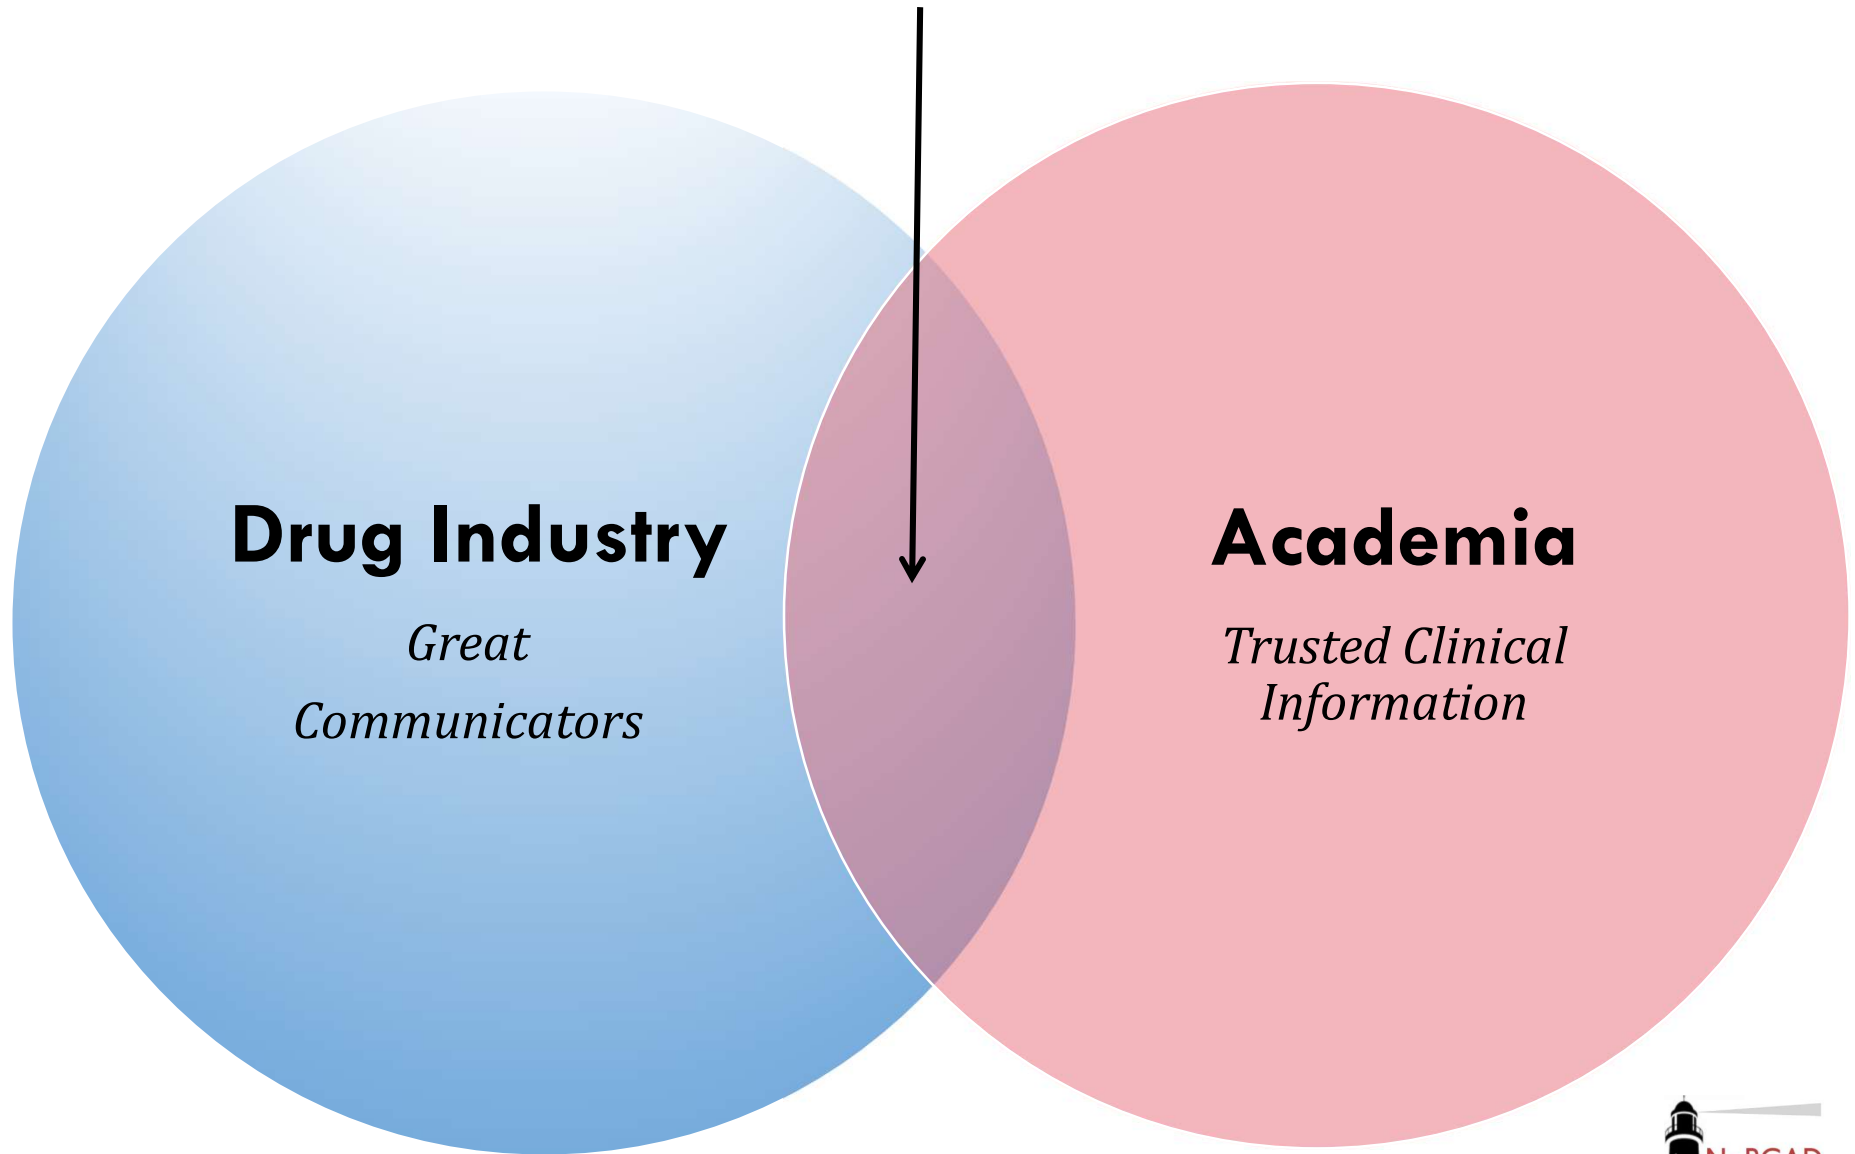 Drug Industry
Great
Communicators
Academia
Trusted Clinical
Information